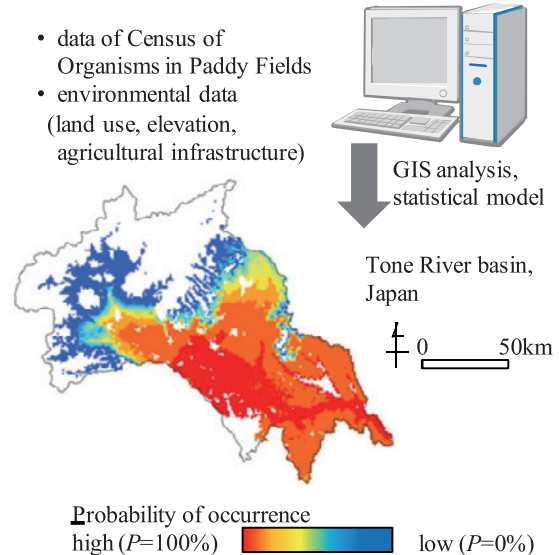 • data of Census of
Organisms in Paddy Fields
• environmental data
(land use, elevation,
agricultural infrastructure)
GIS analysis,
statistical model
Tone River basin,
Japan
0 50km
Probability of occurrence
high (P=100%) low (P=0%)